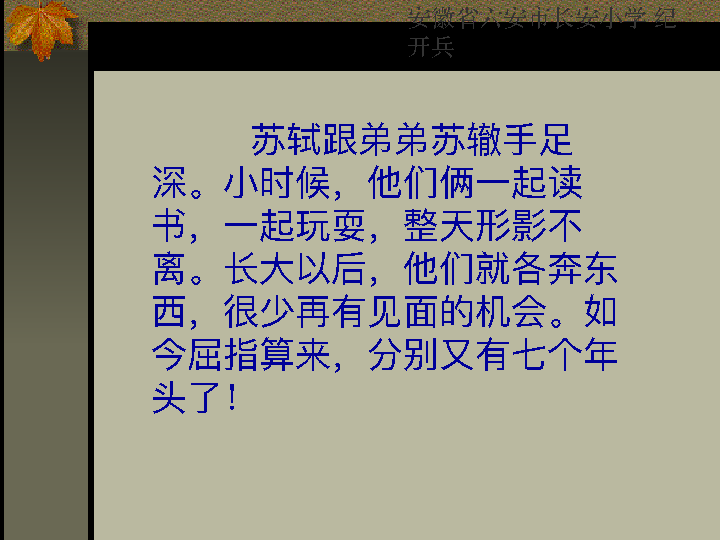 安徽省六安市长安小学 纪
开兵
苏轼跟弟弟苏辙手足
深。小时候，他们俩一起读
书，一起玩耍，整天形影不
离。长大以后，他们就各奔东
西，很少再有见面的机会。如
今屈指算来，分别又有七个年
头了！